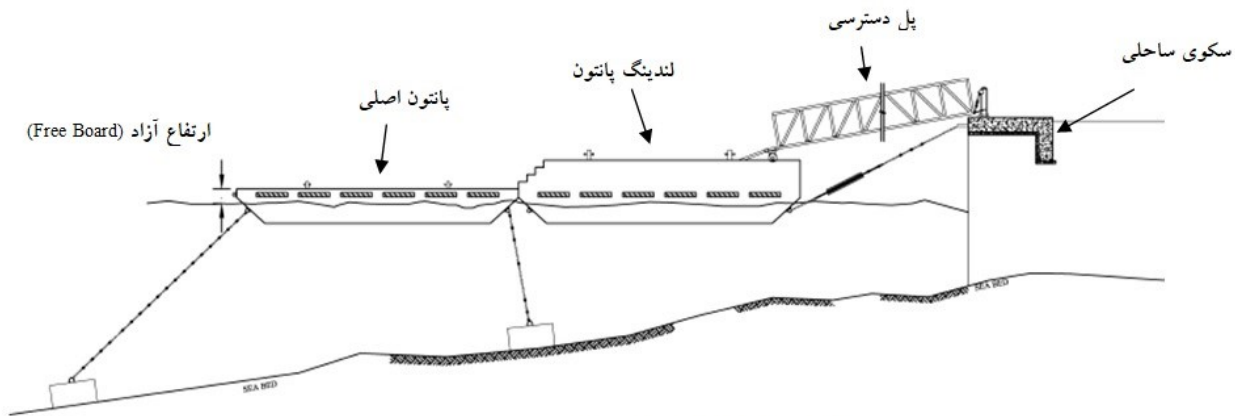 پل دسترسی
سکوی ساحلی
لندینگ پانتون
پانتون اصلی
ارتفاع آزاد (Free Board)
SEA BED
SEA BED